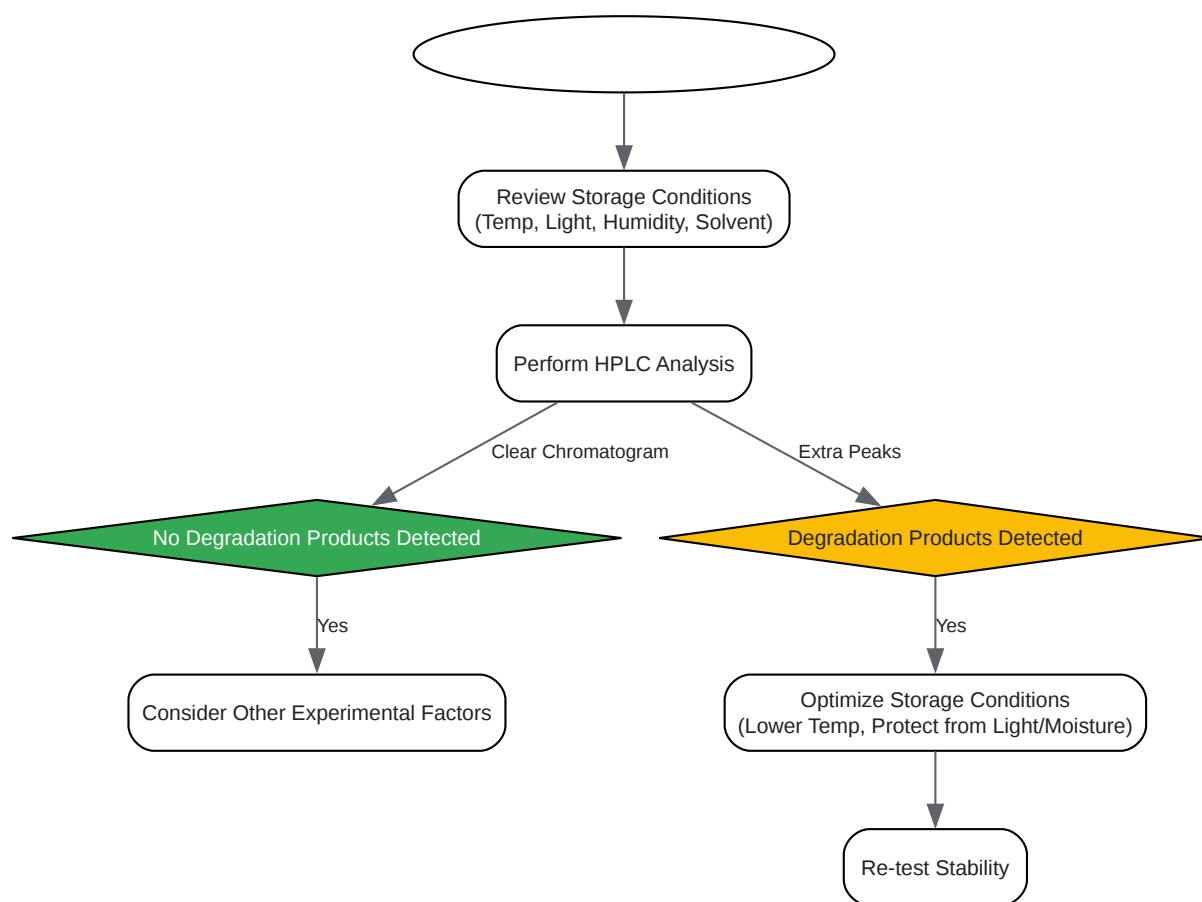 Review Storage Conditions
(Temp, Light, Humidity, Solvent)
Perform HPLC Analysis
Clear Chromatogram
Extra Peaks
No Degradation Products Detected
Degradation Products Detected
Yes
Yes
Consider Other Experimental Factors
Optimize Storage Conditions
(Lower Temp, Protect from Light/Moisture)
Re-test Stability